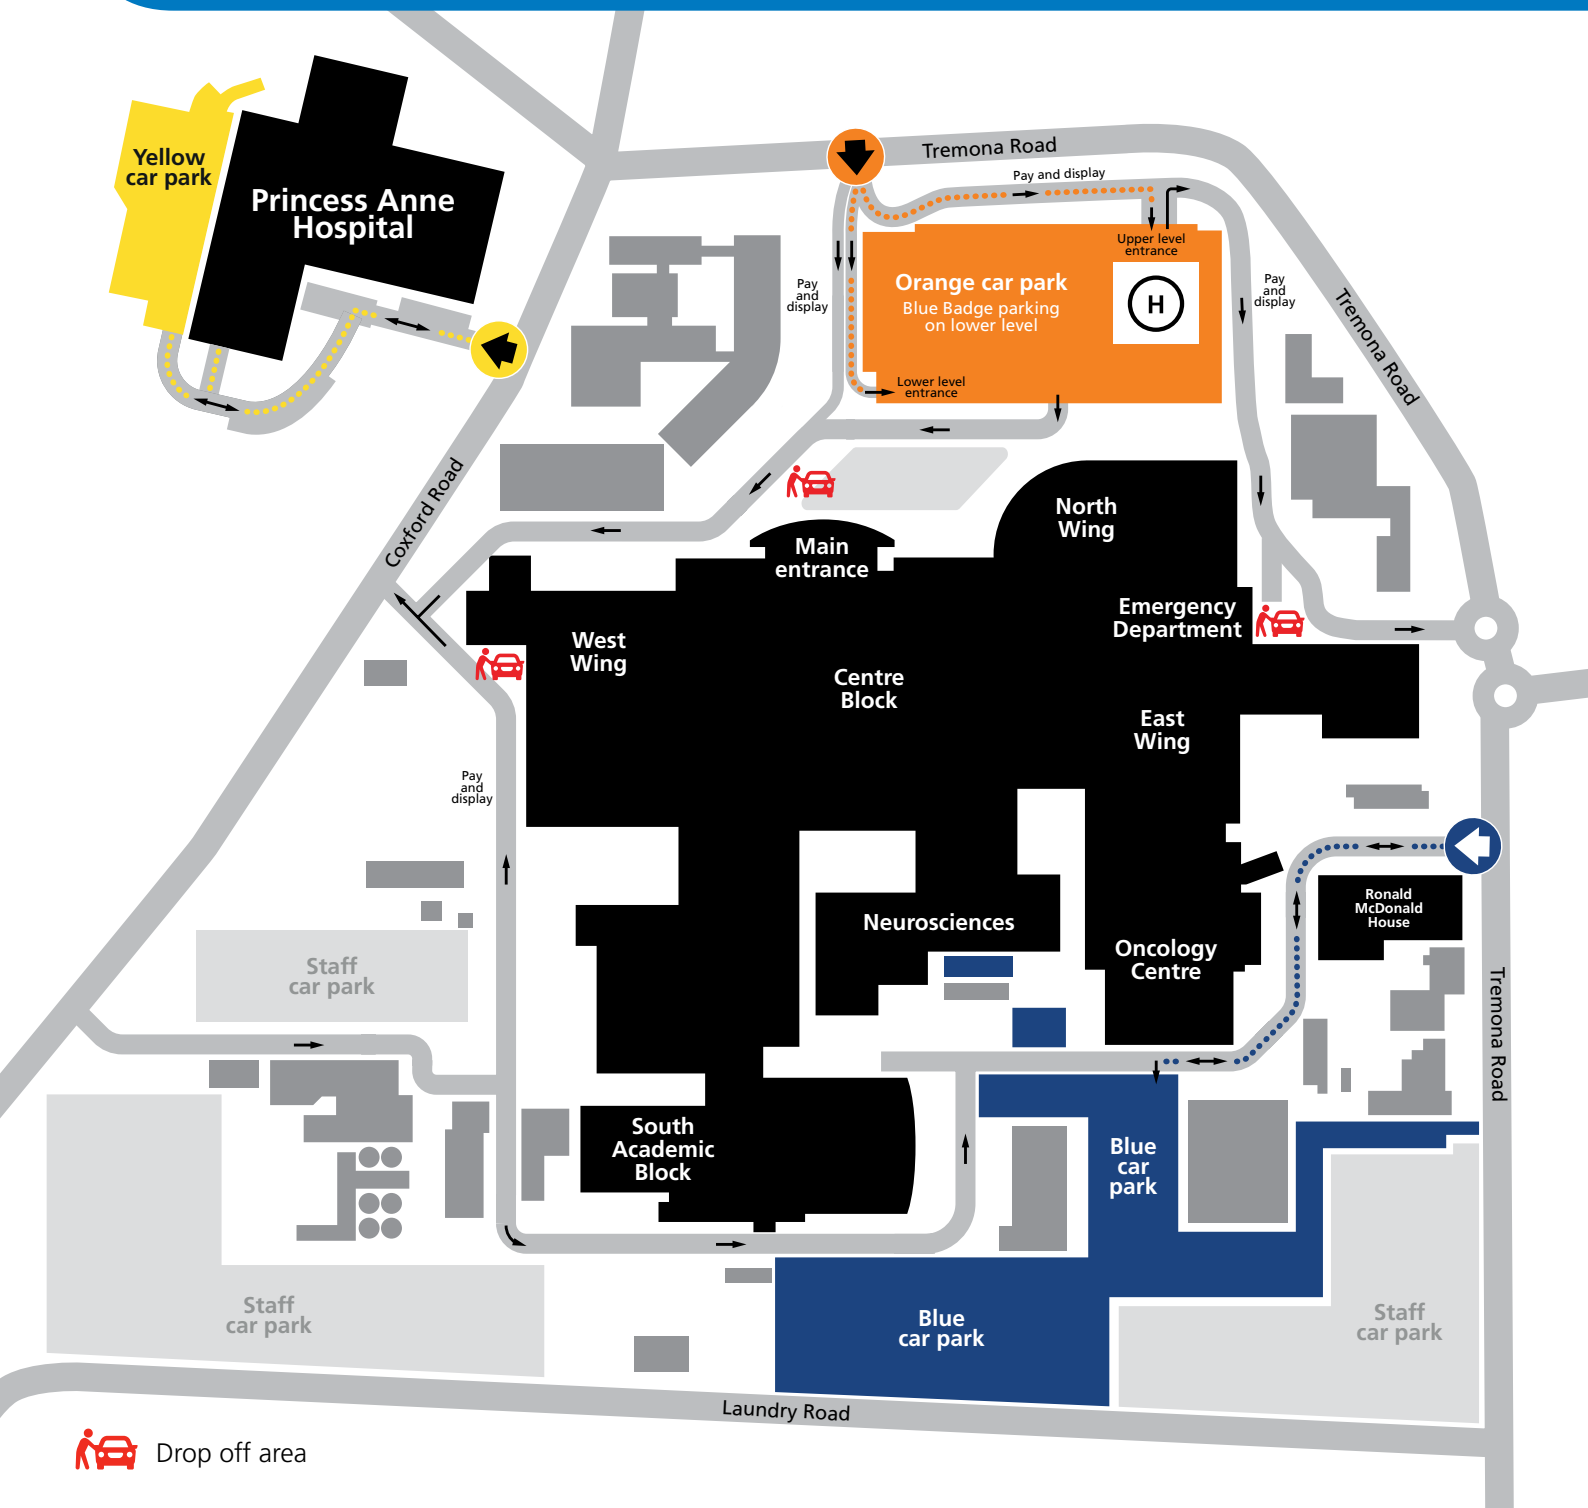 Tremona Road
Pay and display
Yellow
car park
Princess Anne
Hospital
Upper level
entrance
Orange car park
Blue Badge parking
on lower level
H
Pay
and
display
Pay
and
display
Tremona Road
Lower level
entrance
Coxford Road
North
Wing
Main
entrance
Emergency
Department
West
Wing
Centre
Block
East
Wing
Pay
and
display
Ronald
McDonald
House
Neurosciences
Oncology
Centre
Staff
car park
Tremona Road
South
Academic
Block
Blue
car
park
Staff
car park
Blue
car park
Staff
car park
Laundry Road
Drop off area